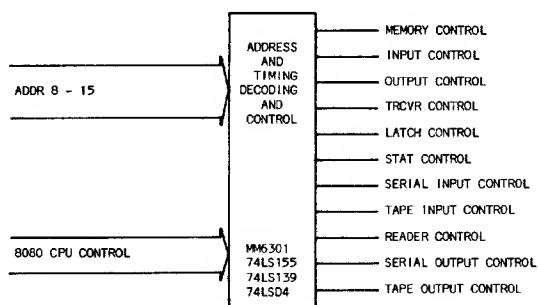 ADDRESS
AND
TIMING
DECODING
AND
CONTROL
ADDR 8 - 15
8080 CPU CONTROL
MM6301
74LS155
74LS139
74LSD4
MEMORY CONTROL
INPUT CONTROL
OUTPUT CONTROL
TRCVR CONTROL
LATCH CONTROL
STAT CONTROL
SERIAL INPUT CONTROL
TAPE INPUT CONTROL
READER CONTROL
SERIAL OUTPUT CONTROL
TAPE OUTPUT CONTROL